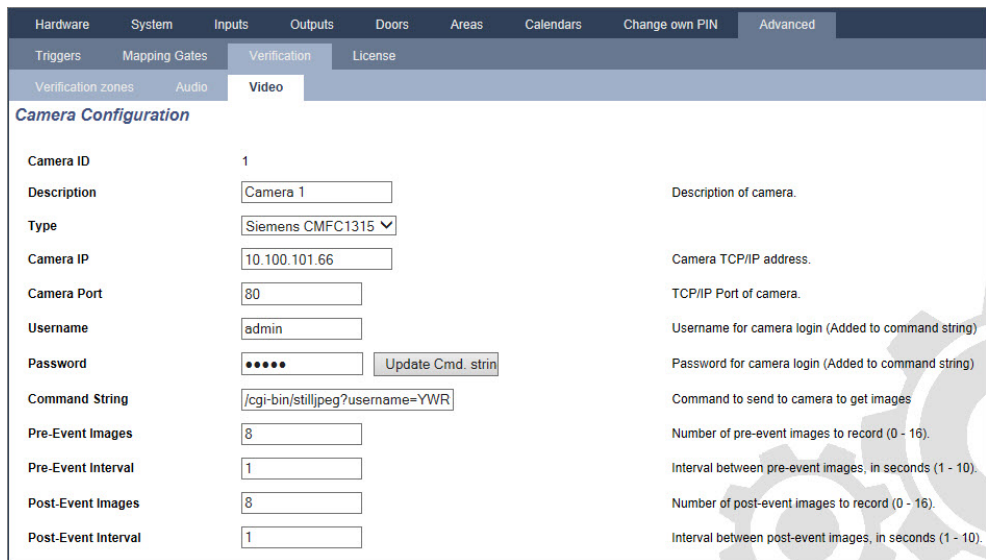 Hardware System Inputs Outputs Doors Areas Calendars Change own PIN Advanced
Triggers Mapping Gates Verification License
Verification zones Audio Video
Camera Configuration
Camera ID 1
Description Camera 1 Description of camera.
Type Siemens CMFC1315
Camera IP 10.100.101.66 Camera TCP/IP address.
Camera Port 80 TCP/IP Port of camera.
Username admin Username for camera login (Added to command string)
Password ••••• Update Cmd. strin Password for camera login (Added to command string)
Command String /cgi-bin/stilljpeg?username=YWR Command to send to camera to get images
Pre-Event Images 8 Number of pre-event images to record (0 - 16).
Pre-Event Interval 1 Interval between pre-event images, in seconds (1 - 10).
Post-Event Images 8 Number of post-event images to record (0 - 16).
Post-Event Interval 1 Interval between post-event images, in seconds (1 - 10).